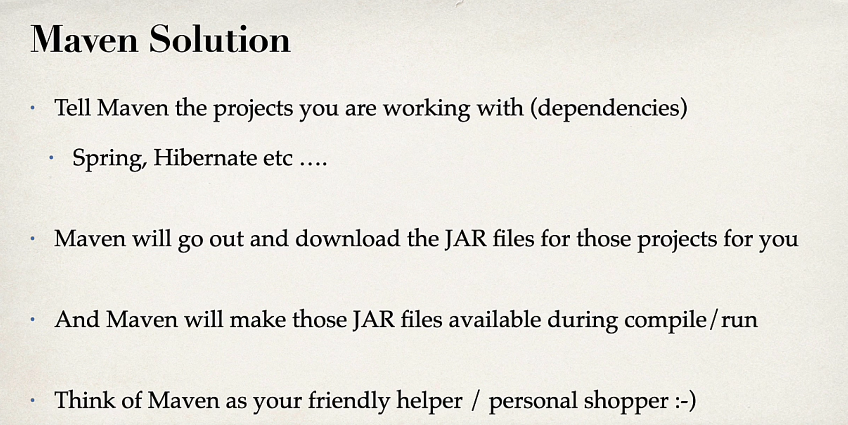 Maven Solution
· Tell Maven the projects you are working with (dependencies)
· Spring, Hibernate etc ….
· Maven will go out and download the JAR files for those projects for you
· And Maven will make those JAR files available during compile/run
· Think of Maven as your friendly helper / personal shopper :-)